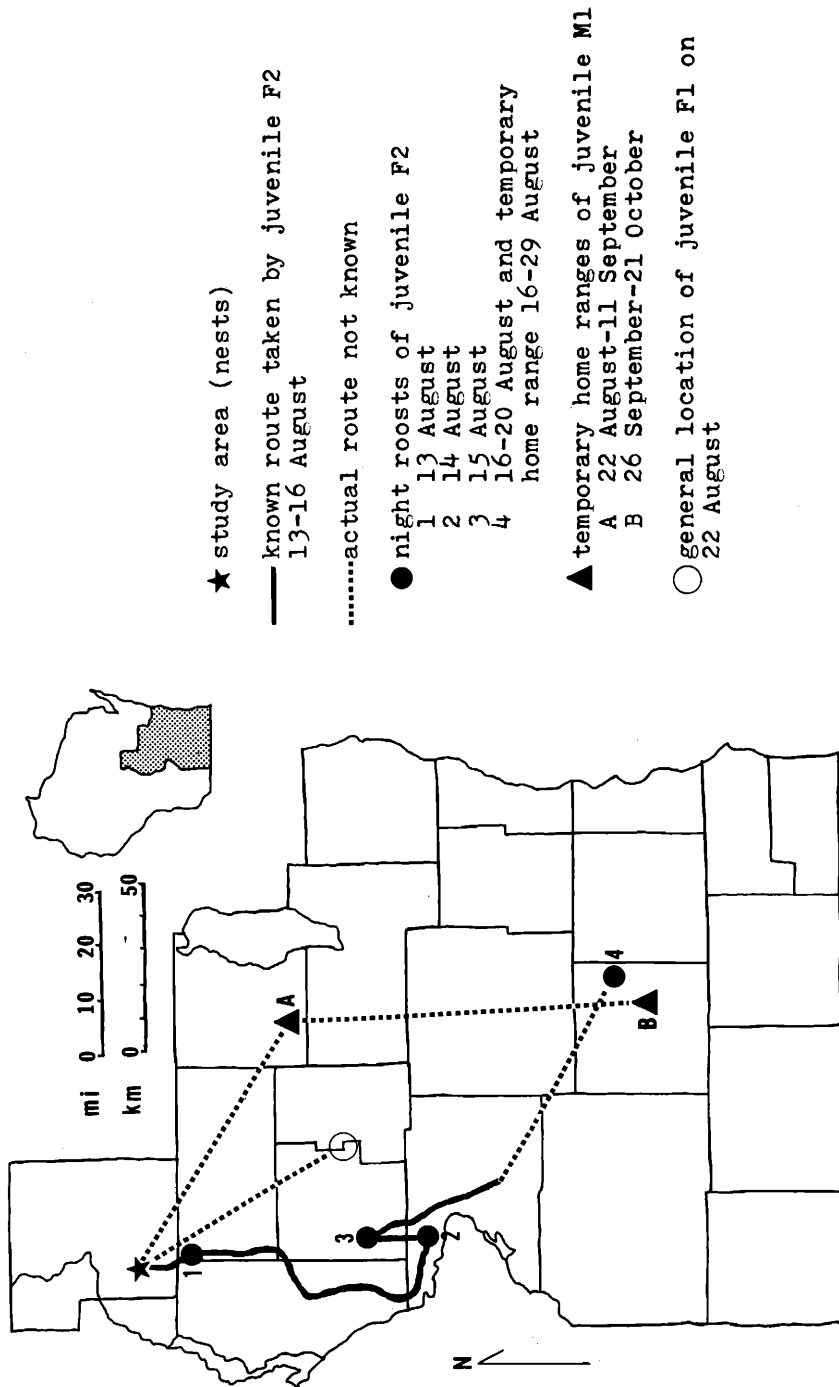 mi 0 10 20 30
km 0 50
N
1
2
3
4
A
B
★ study area (nests)
known route taken by juvenile F2
13-16 August
actual route not known
● night roosts of juvenile F2
1 13 August
2 14 August
3 15 August
4 16-20 August and temporary
home range 16-29 August
▲ temporary home ranges of juvenile M1
A 22 August-11 September
B 26 September-21 October
○ general location of juvenile F1 on
22 August